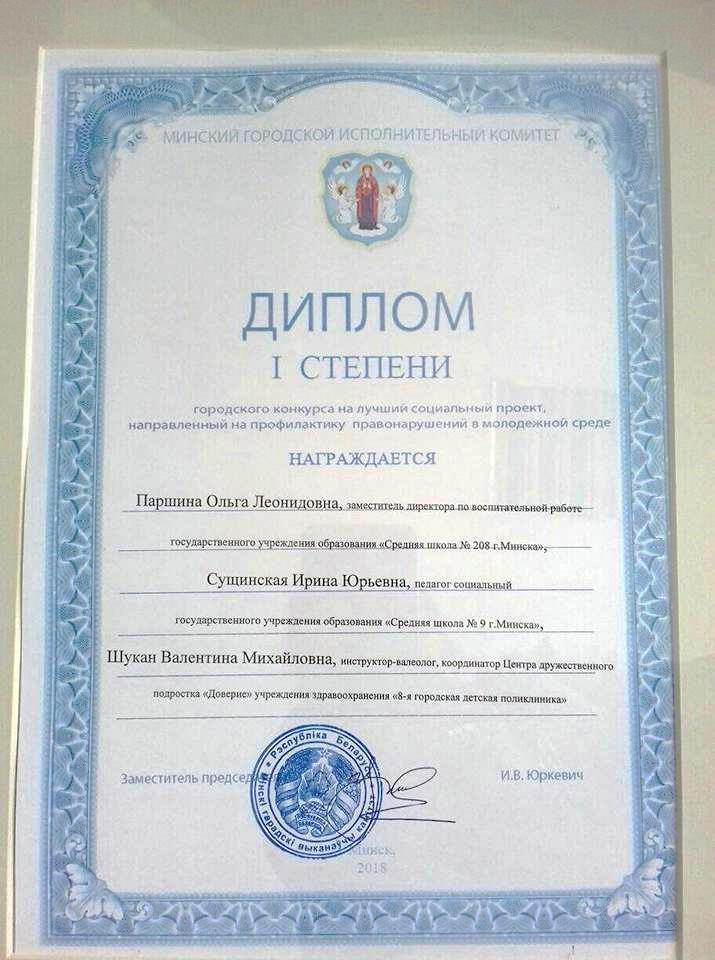 МИНСКИЙ ГОРОДСКОЙ ИСПОЛНИТЕЛЬНЫЙ КОМИТЕТ
ДИПЛОМ
I СТЕПЕНИ
городского конкурса на лучший социальный проект,
направленный на профилактику правонарушений в молодежной среде
НАГРАЖДАЕТСЯ
Паршина Ольга Леонидовна, заместитель директора по воспитательной работе
государственного учреждения образования «Средняя школа № 208 г.Минска»,
Сущинская Ирина Юрьевна, педагог социальный
государственного учреждения образования «Средняя школа № 9 г.Минска»,
Шукан Валентина Михайловна, инструктор-валеолог, координатор Центра дружественного
подростка «Доверие» учреждения здравоохранения «8-я городская детская поликлиника»
Рэспубліка Беларусь
Мінскі гарадскі выканаўчы камітэт
Заместитель председ
И.В. Юркевич
Минск,
2018